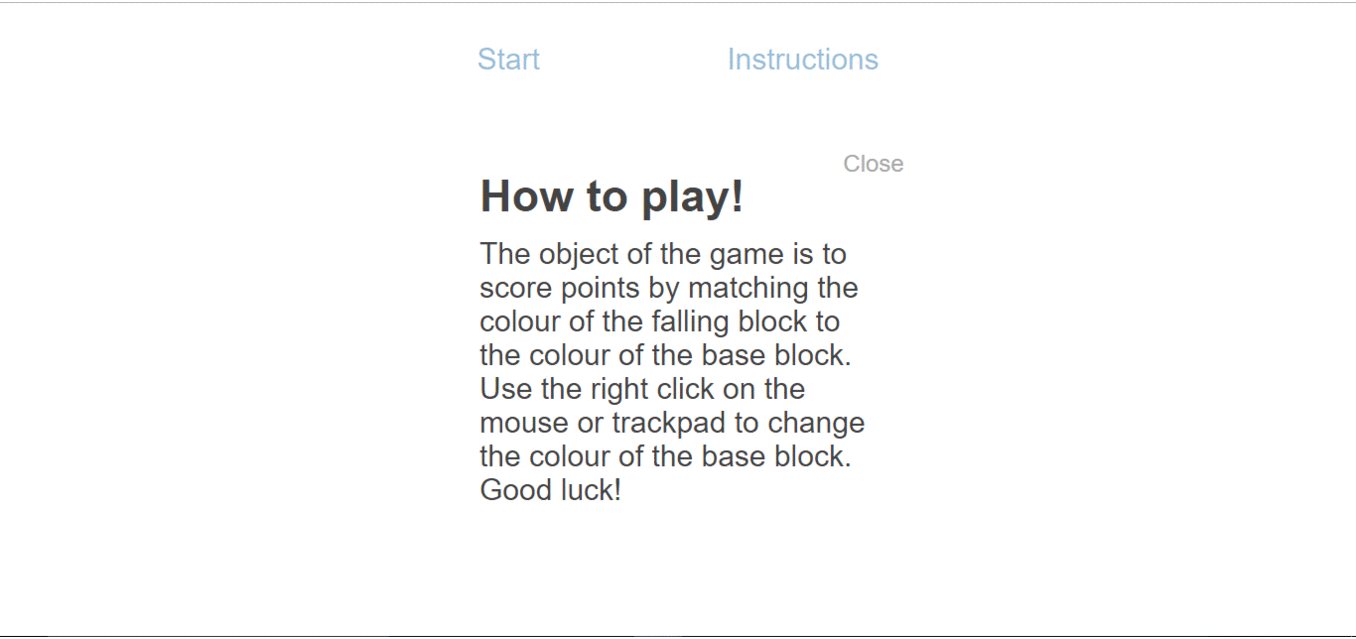 Start Instructions
Close
How to play!
The object of the game is to
score points by matching the
colour of the falling block to
the colour of the base block.
Use the right click on the
mouse or trackpad to change
the colour of the base block.
Good luck!